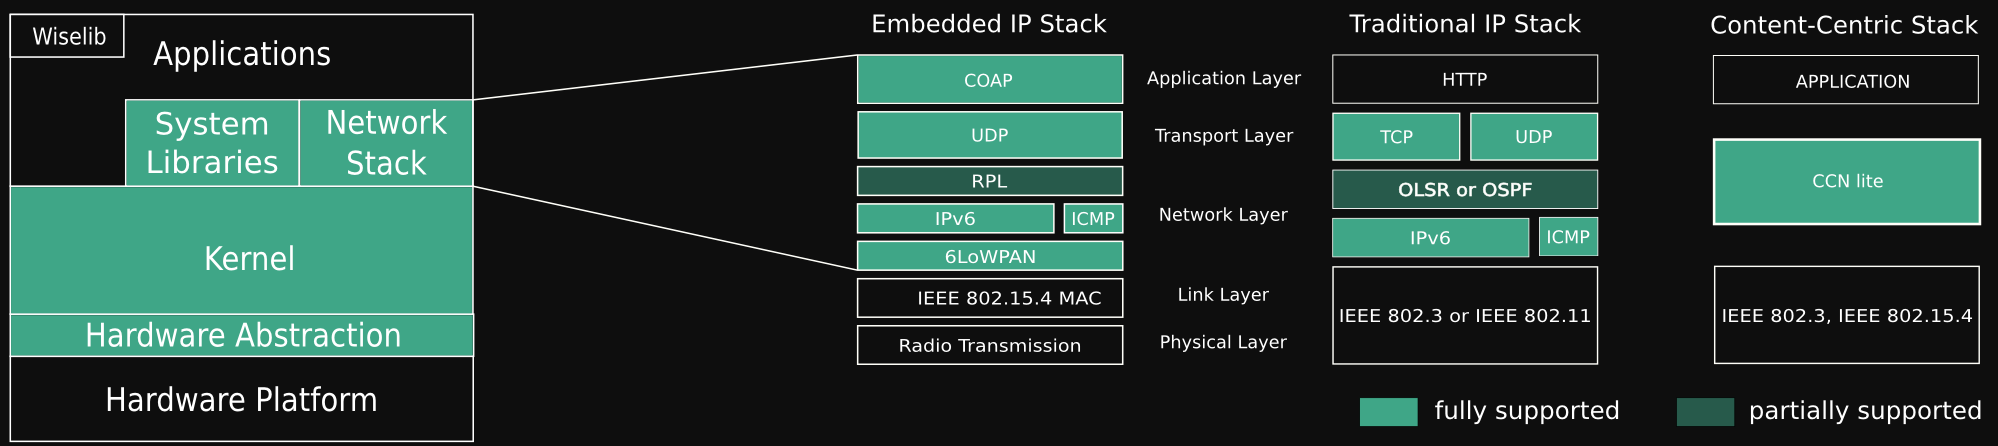 Wiselib
Applications
System
Libraries
Network
Stack
Kernel
Hardware Abstraction
Hardware Platform
Embedded IP Stack
COAP
UDP
RPL
IPv6
ICMP
6LoWPAN
IEEE 802.15.4 MAC
Radio Transmission
Application Layer
Transport Layer
Network Layer
Link Layer
Physical Layer
Traditional IP Stack
HTTP
TCP
UDP
OLSR or OSPF
IPv6
ICMP
IEEE 802.3 or IEEE 802.11
Content-Centric Stack
APPLICATION
CCN lite
IEEE 802.3, IEEE 802.15.4
fully supported
partially supported